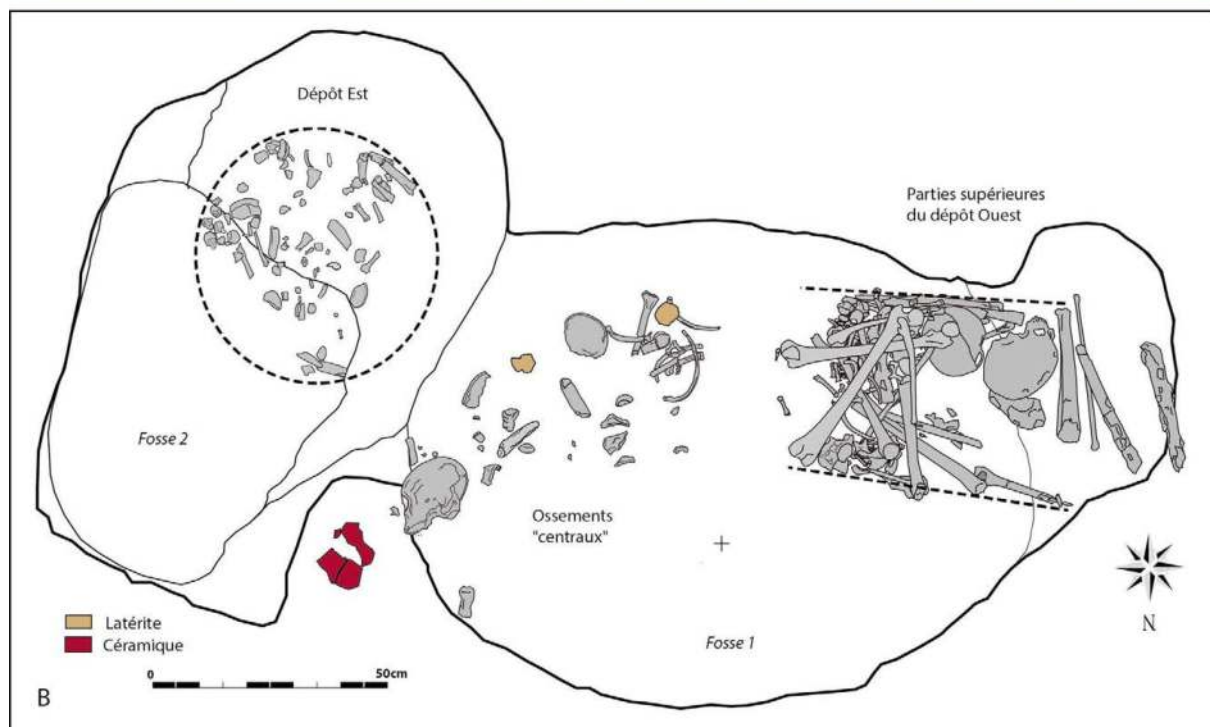 Dépôt Est
Parties supérieures
du dépôt Ouest
Fosse 2
Ossements
"centraux"
Fosse 1
N
Latérite
Céramique
0 50cm
B